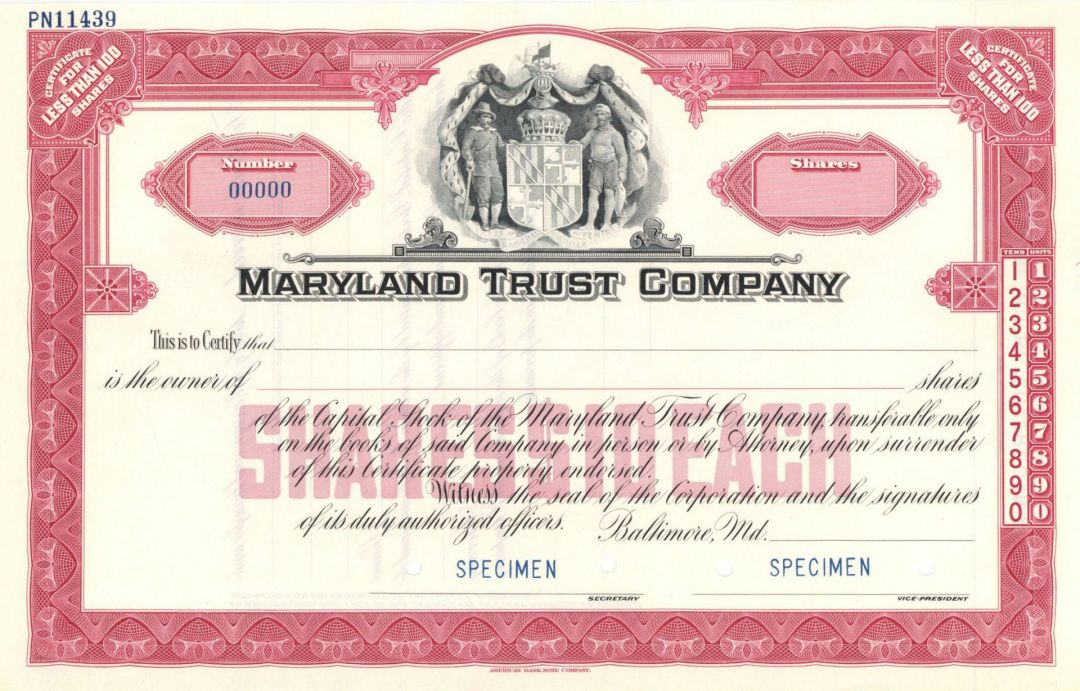 PN11439
CERTIFICATE
FOR
LESS THAN 100
SHARES
CERTIFICATE
FOR
LESS THAN 100
SHARES
Number
00000
Shares
MARYLAND TRUST COMPANY
TENS UNITS
1 1
2 2
3 3
4 4
5 5
6 6
7 7
8 8
9 9
0 0
This is to Certify that
is the owner of shares
SHARES $10 EACH
of the Capital Stock of the Maryland Trust Company, transferable only
on the books of said Company in person or by Attorney, upon surrender
of this Certificate properly endorsed.
Witness the seal of the Corporation and the signatures
of its duly authorized officers. Baltimore, Md.
SPECIMEN SPECIMEN
SECRETARY VICE-PRESIDENT
AMERICAN BANK NOTE COMPANY.